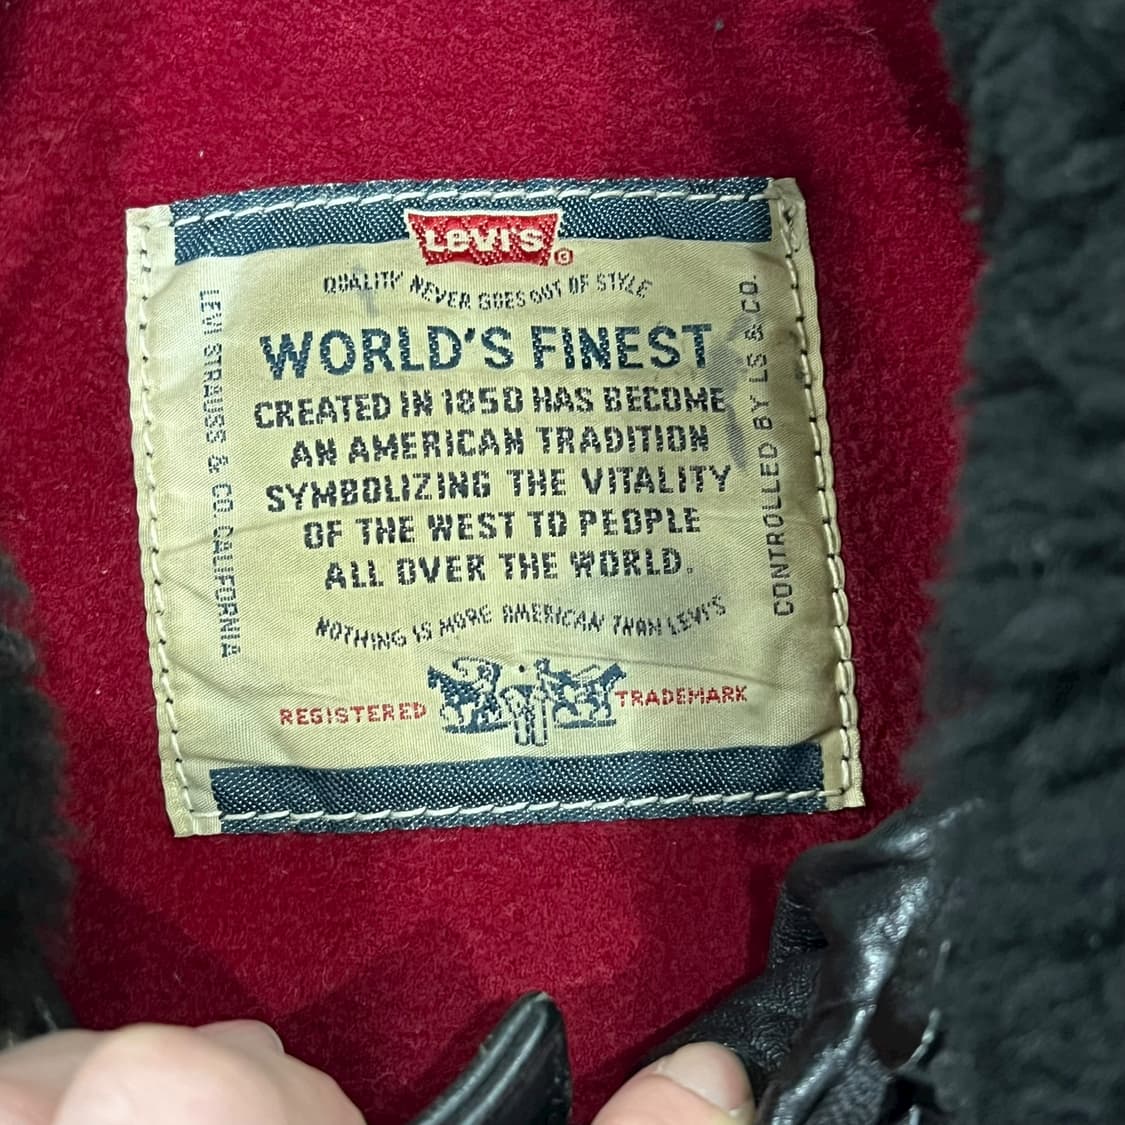 LEVI'S
QUALITY NEVER GOES OUT OF STYLE
WORLD'S FINEST
CREATED IN 1850 HAS BECOME
AN AMERICAN TRADITION
SYMBOLIZING THE VITALITY
OF THE WEST TO PEOPLE
ALL OVER THE WORLD.
NOTHING IS MORE AMERICAN THAN LEVI'S
REGISTERED TRADEMARK
LEVI STRAUSS & CO CALIFORNIA
CONTROLLED BY LS & CO.